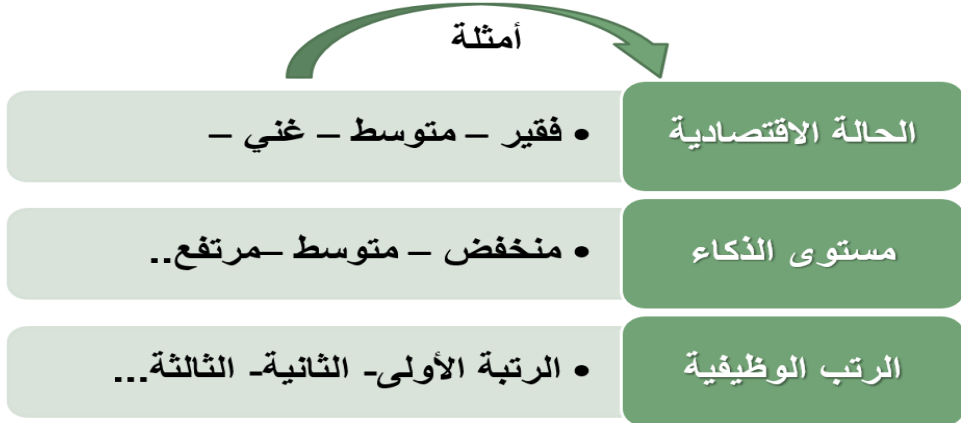 أمثلة
الحالة الاقتصادية
• فقير – متوسط – غني –
مستوى الذكاء
• منخفض – متوسط –مرتفع..
الرتب الوظيفية
• الرتبة الأولى- الثانية- الثالثة...